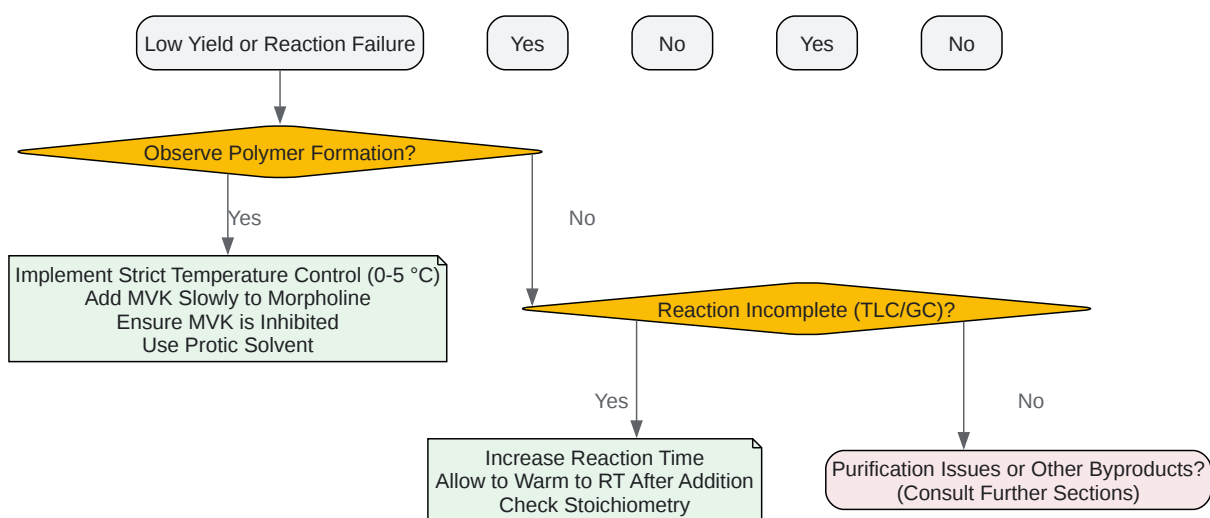 Low Yield or Reaction Failure
Yes
No
Yes
No
Observe Polymer Formation?
Yes
No
Implement Strict Temperature Control (0-5 °C)
Add MVK Slowly to Morpholine
Ensure MVK is Inhibited
Use Protic Solvent
Reaction Incomplete (TLC/GC)?
Yes
No
Increase Reaction Time
Allow to Warm to RT After Addition
Check Stoichiometry
Purification Issues or Other Byproducts?
(Consult Further Sections)